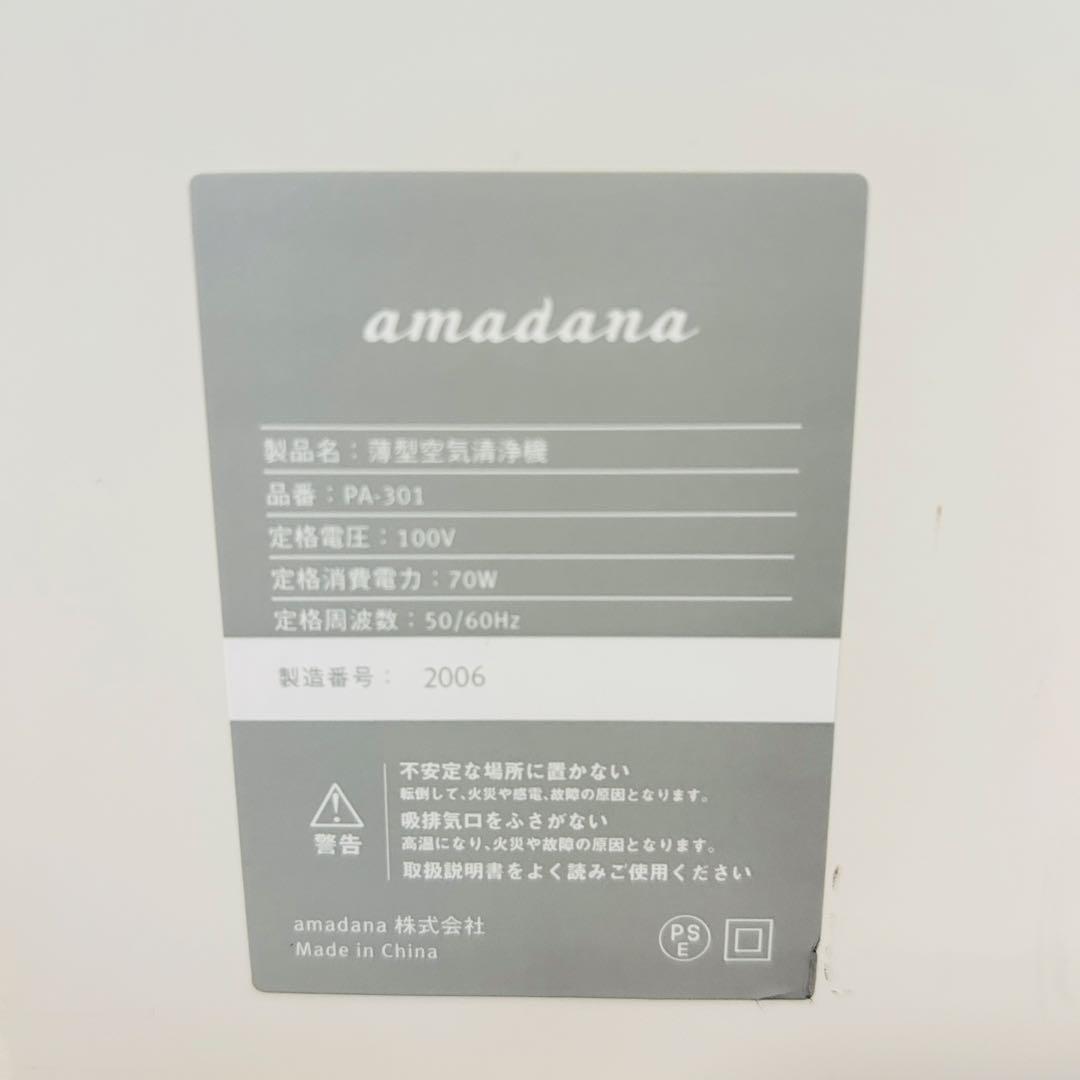 amadana
製品名：薄型空気清浄機
品番：PA-301
定格電圧：100V
定格消費電力：70W
定格周波数：50/60Hz
製造番号： 2006
不安定な場所に置かない
転倒して、火災や感電、故障の原因となります。
吸排気口をふさがない
高温になり、火災や故障の原因となります。
取扱説明書をよく読みご使用ください
警告
amadana 株式会社
Made in China
PS
E